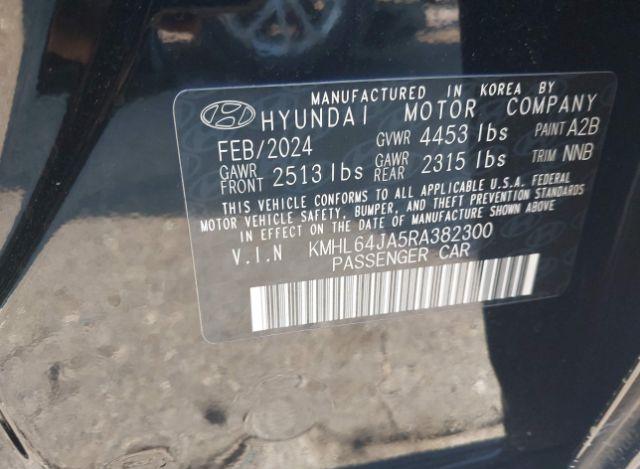 MANUFACTURED IN KOREA BY
HYUNDAI MOTOR COMPANY
FEB/2024 GVWR 4453 lbs PAINT A2B
GAWR FRONT 2513 lbs GAWR REAR 2315 lbs TRIM NNB
THIS VEHICLE CONFORMS TO ALL APPLICABLE U.S.A. FEDERAL
MOTOR VEHICLE SAFETY, BUMPER, AND THEFT PREVENTION STANDARDS
IN EFFECT ON THE DATE OF MANUFACTURE SHOWN ABOVE
V.I.N KMHL64JA5RA382300
PASSENGER CAR